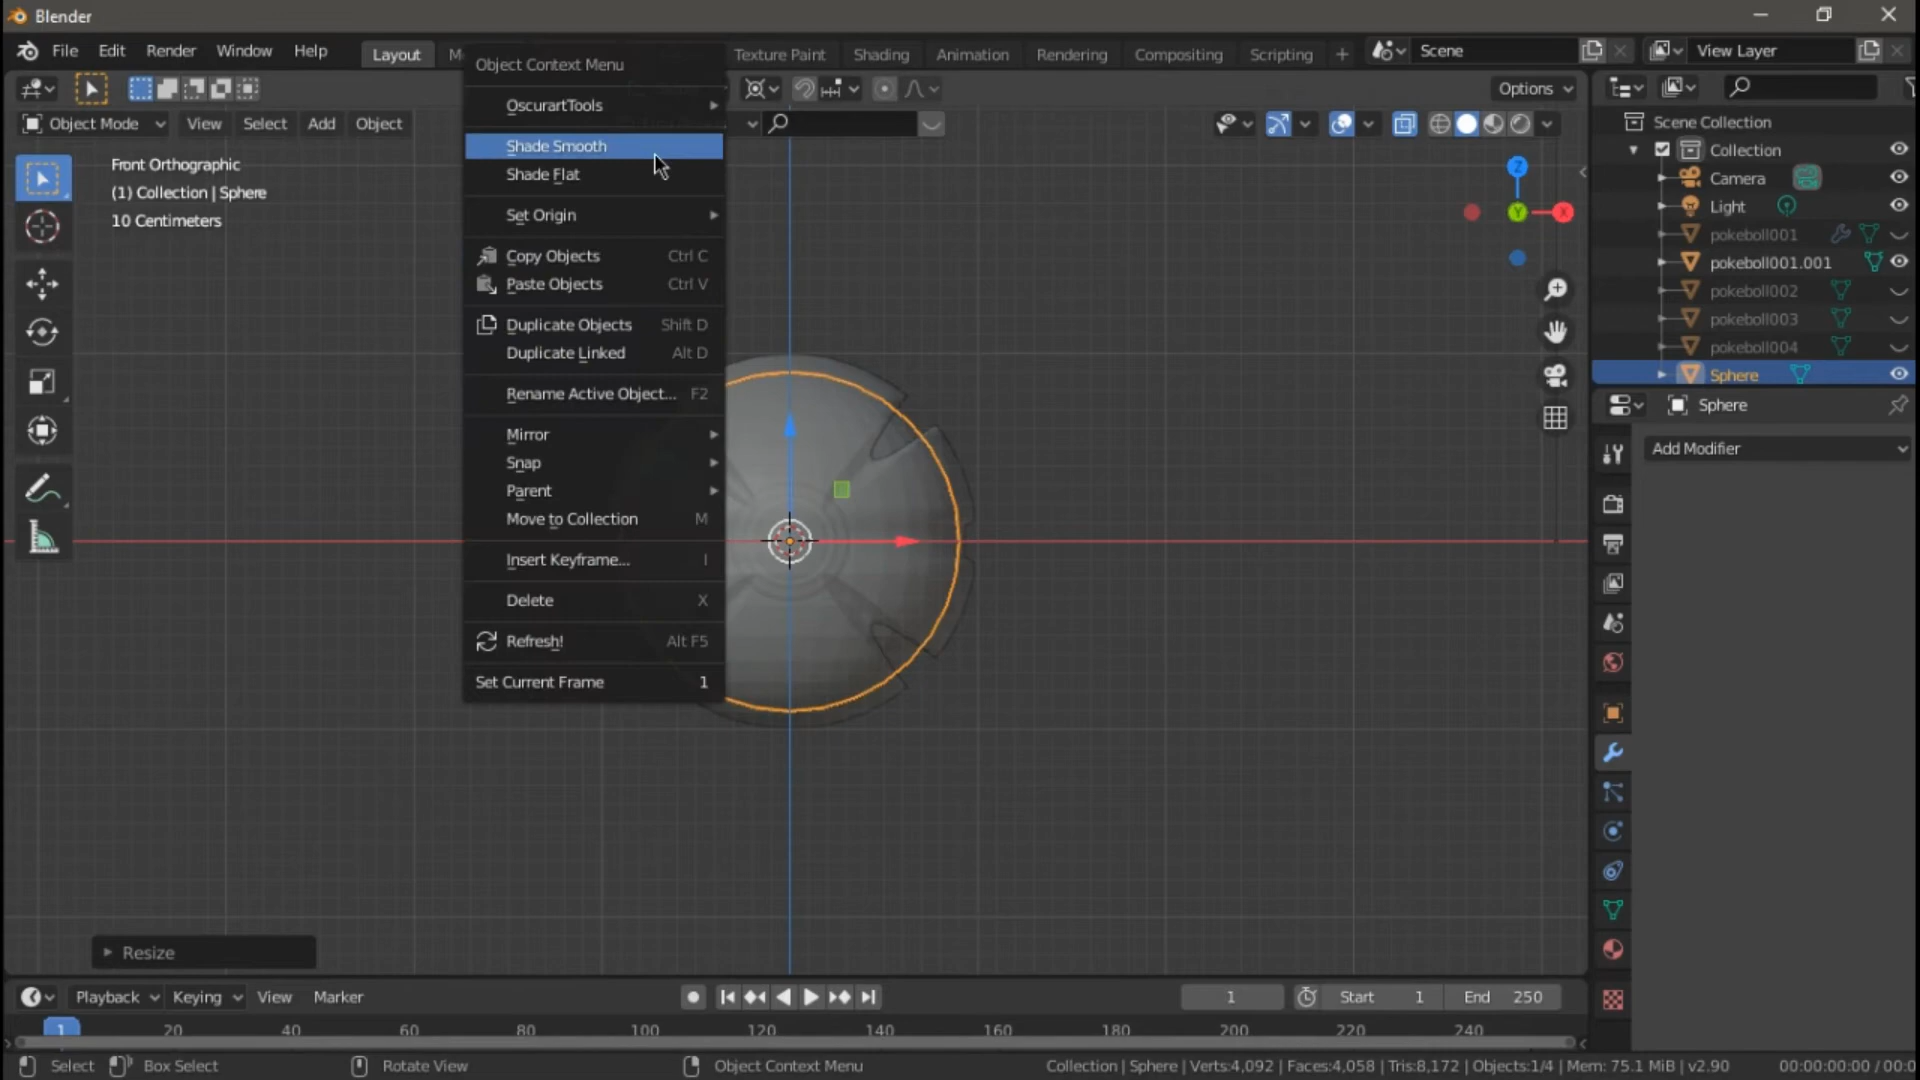 Blender
File Edit Render Window Help Layout Texture Paint Shading Animation Rendering Compositing Scripting + Scene View Layer
Options
Object Mode View Select Add Object
Front Orthographic
(1) Collection | Sphere
10 Centimeters
Object Context Menu
OscurartTools
Shade Smooth
Shade Flat
Set Origin
Copy Objects Ctrl C
Paste Objects Ctrl V
Duplicate Objects Shift D
Duplicate Linked Alt D
Rename Active Object... F2
Mirror
Snap
Parent
Move to Collection M
Insert Keyframe... I
Delete X
Refresh! Alt F5
Set Current Frame 1
Z
Y
X
Scene Collection
Collection
Camera
Light
pokeboll001
pokeboll001.001
pokeboll002
pokeboll003
pokeboll004
Sphere
Sphere
Add Modifier
Resize
Playback Keying View Marker 1 Start 1 End 250
1 20 40 60 80 100 120 140 160 180 200 220 240
Select Box Select Rotate View Object Context Menu Collection | Sphere | Verts:4,092 | Faces:4,058 | Tris:8,172 | Objects:1/4 | Mem: 75.1 MiB | v2.90 00:00:00:00 / 00:0